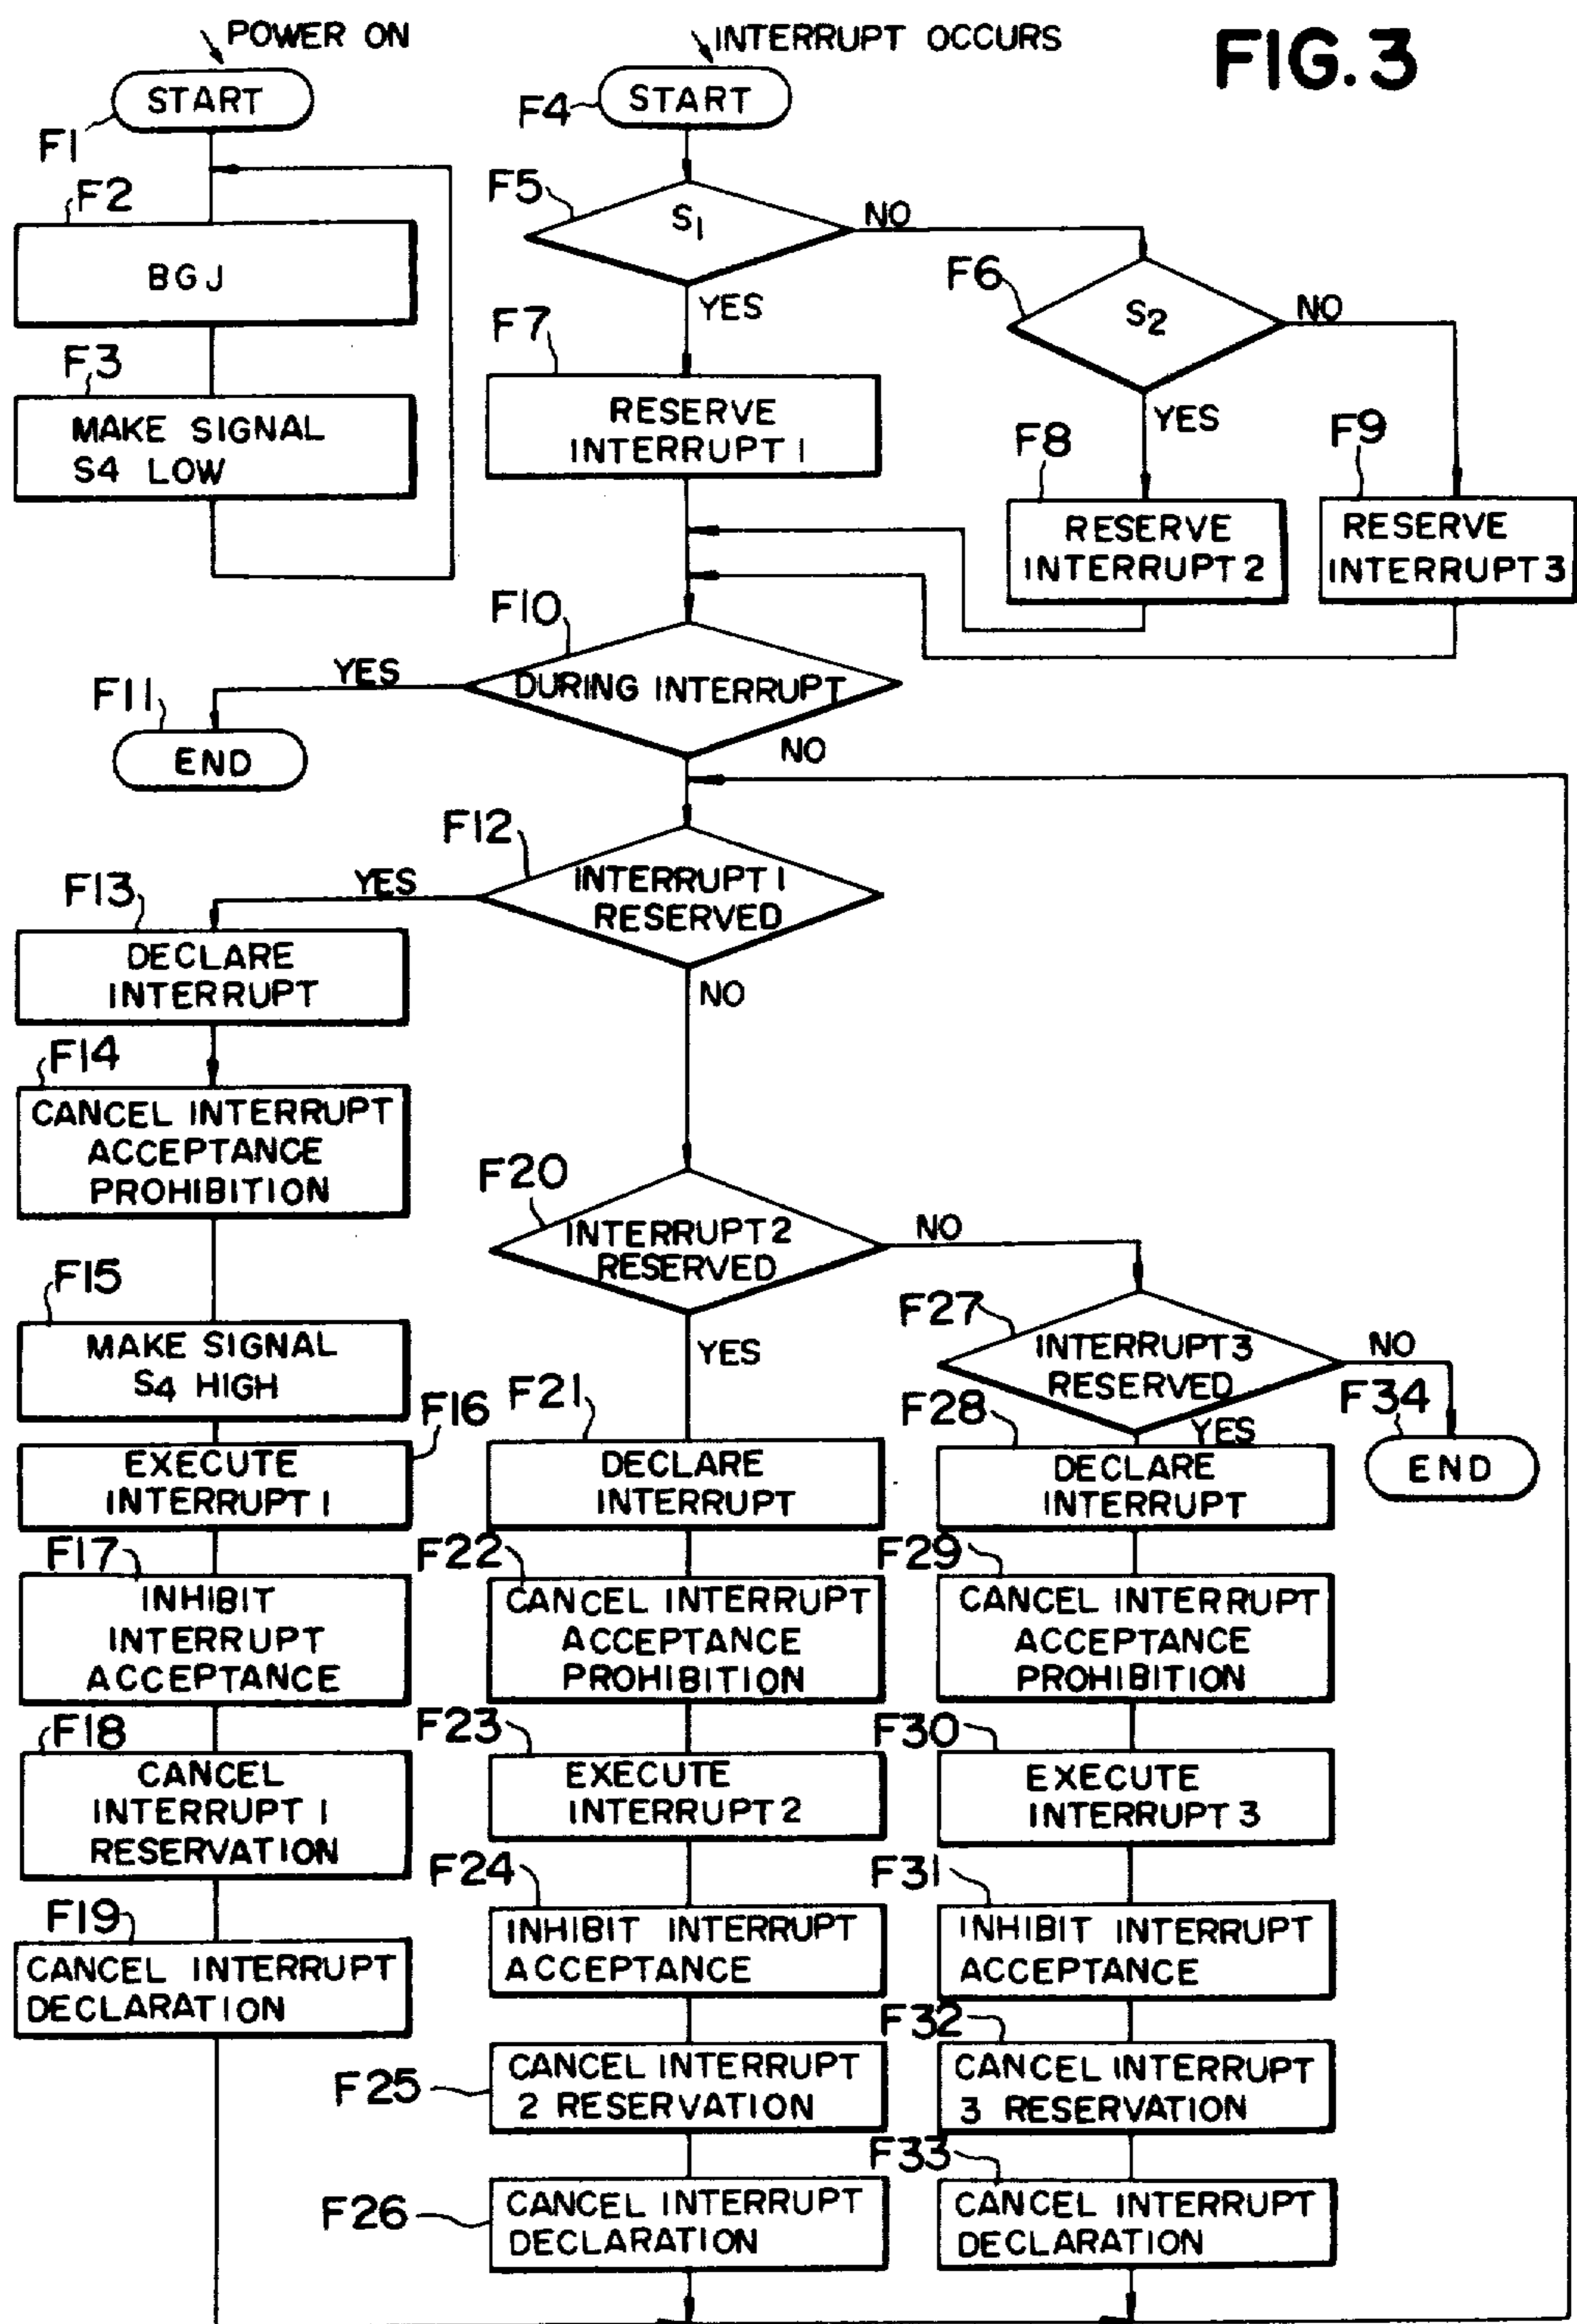 POWER ON
INTERRUPT OCCURS
FIG. 3
START
F1
F2
BGJ
F3
MAKE SIGNAL
S4 LOW
F4
START
F5
S1
NO
YES
F6
S2
NO
YES
F7
RESERVE
INTERRUPT 1
F8
RESERVE
INTERRUPT 2
F9
RESERVE
INTERRUPT 3
F10
DURING INTERRUPT
YES
NO
F11
END
F12
INTERRUPT 1
RESERVED
YES
NO
F13
DECLARE
INTERRUPT
F14
CANCEL INTERRUPT
ACCEPTANCE
PROHIBITION
F15
MAKE SIGNAL
S4 HIGH
F16
EXECUTE
INTERRUPT 1
F17
INHIBIT
INTERRUPT
ACCEPTANCE
F18
CANCEL
INTERRUPT 1
RESERVATION
F19
CANCEL INTERRUPT
DECLARATION
F20
INTERRUPT 2
RESERVED
NO
YES
F21
DECLARE
INTERRUPT
F22
CANCEL INTERRUPT
ACCEPTANCE
PROHIBITION
F23
EXECUTE
INTERRUPT 2
F24
INHIBIT INTERRUPT
ACCEPTANCE
F25
CANCEL INTERRUPT
2 RESERVATION
F26
CANCEL INTERRUPT
DECLARATION
F27
INTERRUPT 3
RESERVED
NO
YES
F28
DECLARE
INTERRUPT
F29
CANCEL INTERRUPT
ACCEPTANCE
PROHIBITION
F30
EXECUTE
INTERRUPT 3
F31
INHIBIT INTERRUPT
ACCEPTANCE
F32
CANCEL INTERRUPT
3 RESERVATION
F33
CANCEL INTERRUPT
DECLARATION
F34
END